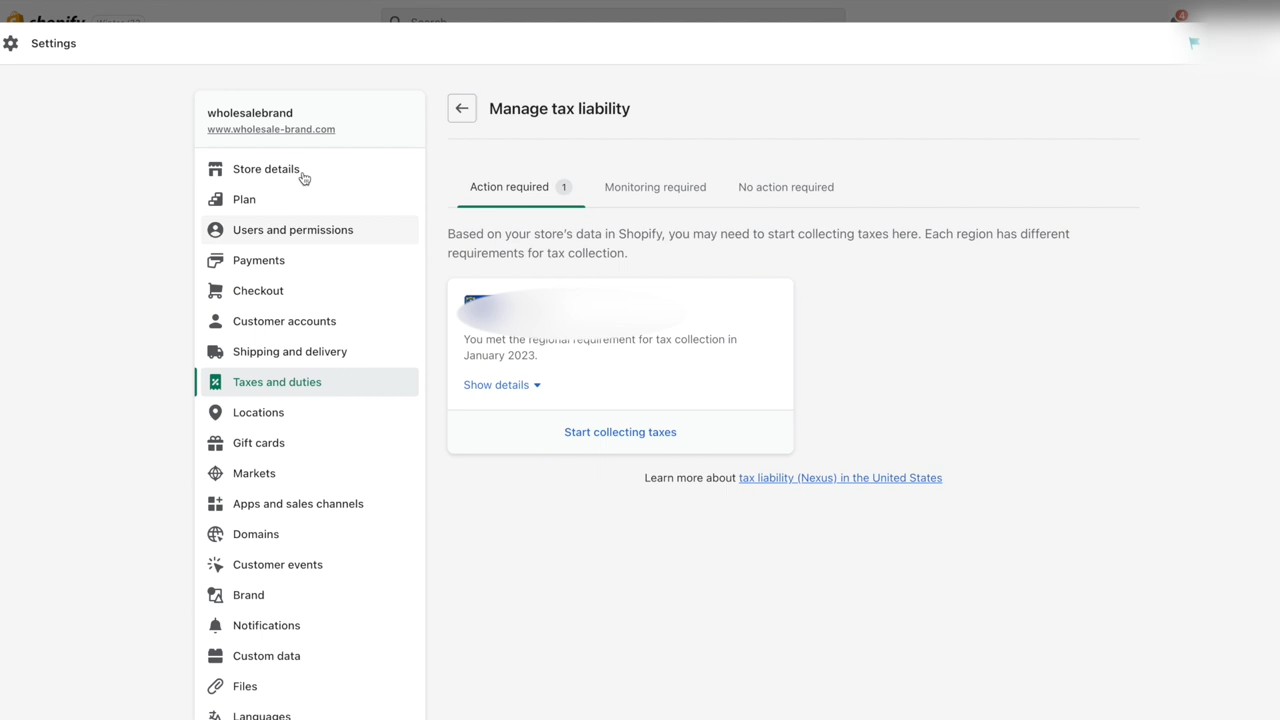 shopify
Search
4
Settings
wholesalebrand
www.wholesale-brand.com
Store details
Plan
Users and permissions
Payments
Checkout
Customer accounts
Shipping and delivery
Taxes and duties
Locations
Gift cards
Markets
Apps and sales channels
Domains
Customer events
Brand
Notifications
Custom data
Files
Languages
Manage tax liability
Action required 1
Monitoring required
No action required
Based on your store's data in Shopify, you may need to start collecting taxes here. Each region has different
requirements for tax collection.
You met the regional requirement for tax collection in
January 2023.
Show details
Start collecting taxes
Learn more about tax liability (Nexus) in the United States